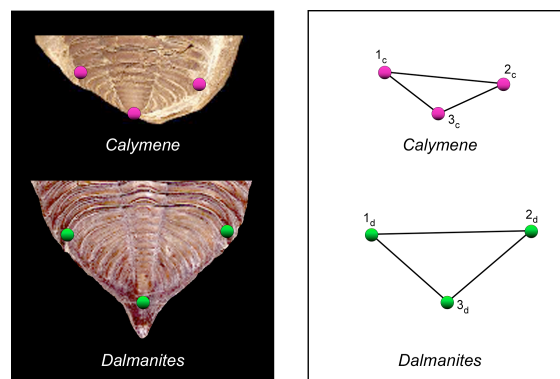 Calymene
Dalmanites
1c
2c
3c
Calymene
1d
2d
3d
Dalmanites